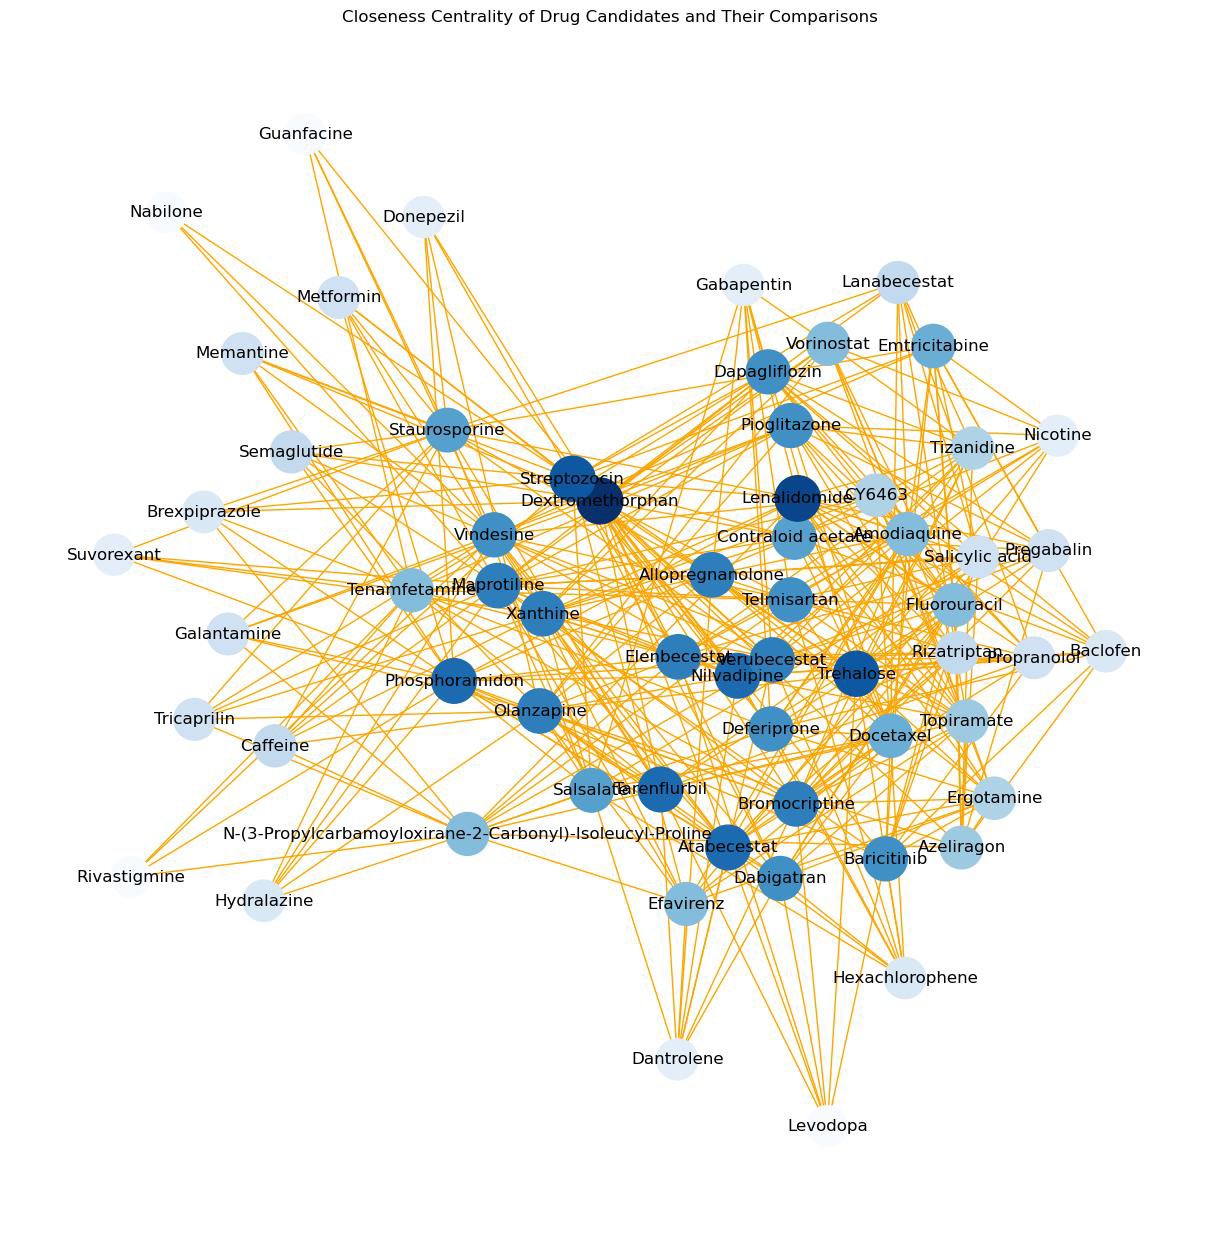 Closeness Centrality of Drug Candidates and Their Comparisons
Guanfacine
Nabilone
Donepezil
Lanabecestat
Gabapentin
Metformin
Vorinostat
Emtricitabine
Memantine
Dapagliflozin
Pioglitazone
Staurosporine
Nicotine
Tizanidine
Semaglutide
Streptozocin
CY6463
Lenalidomide
Dextromethorphan
Brexpiprazole
Vindesine
Amodiaquine
Contraloid acetate
Pregabalin
Suvorexant
Salicylic acid
Allopregnanolone
Maprotiline
Tenamfetamine
Telmisartan
Fluorouracil
Xanthine
Galantamine
Baclofen
Rizatriptan
Elenbecestat
Propranolol
Verubecestat
Trehalose
Nilvadipine
Phosphoramidon
Olanzapine
Tricaprilin
Topiramate
Deferiprone
Docetaxel
Caffeine
Salsalate
Tarenflurbil
Ergotamine
Bromocriptine
N-(3-Propylcarbamoyloxirane-2-Carbonyl)-Isoleucyl-Proline
Atabecestat
Azeliragon
Baricitinib
Rivastigmine
Dabigatran
Hydralazine
Efavirenz
Hexachlorophene
Dantrolene
Levodopa